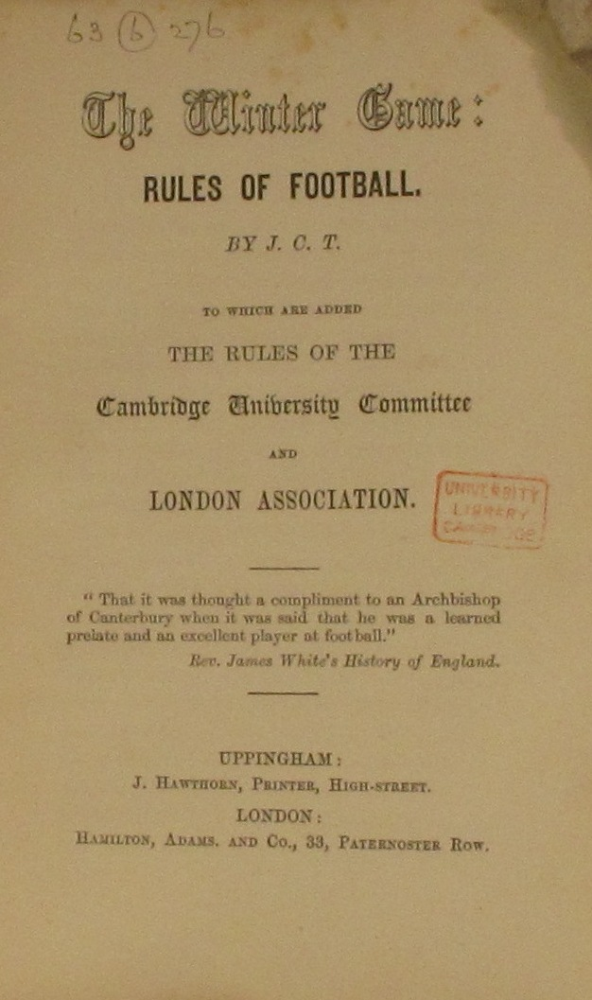 63 (6) 276
The Winter Game:
RULES OF FOOTBALL.
BY J. C. T.
TO WHICH ARE ADDED
THE RULES OF THE
Cambridge University Committee
AND
LONDON ASSOCIATION.
UNIVERSITY
LIBRARY
" That it was thought a compliment to an Archbishop
of Canterbury when it was said that he was a learned
prelate and an excellent player at football."
Rev. James White's History of England.
UPPINGHAM:
J. HAWTHORN, PRINTER, HIGH-STREET.
LONDON:
HAMILTON, ADAMS. AND CO., 33, PATERNOSTER ROW.